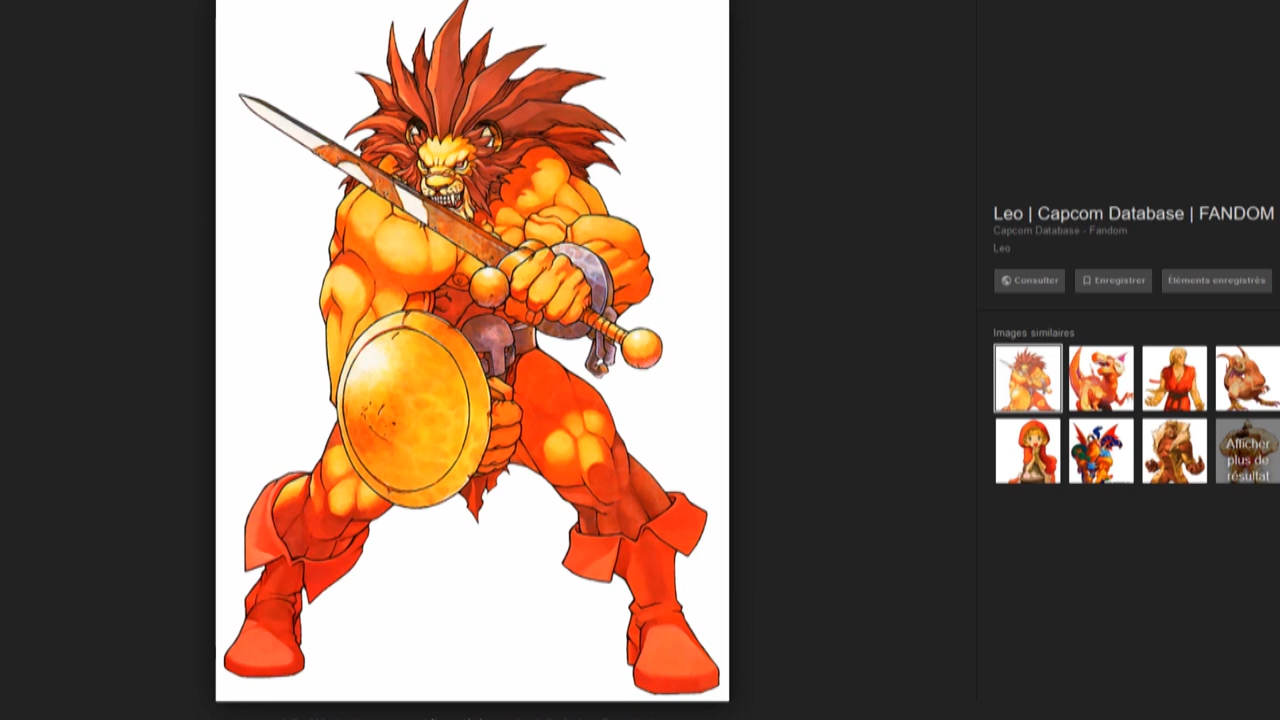 Leo | Capcom Database | FANDOM
Capcom Database - Fandom
Leo
Consulter
Enregistrer
Éléments enregistrés
Images similaires
Afficher
plus de
résultat